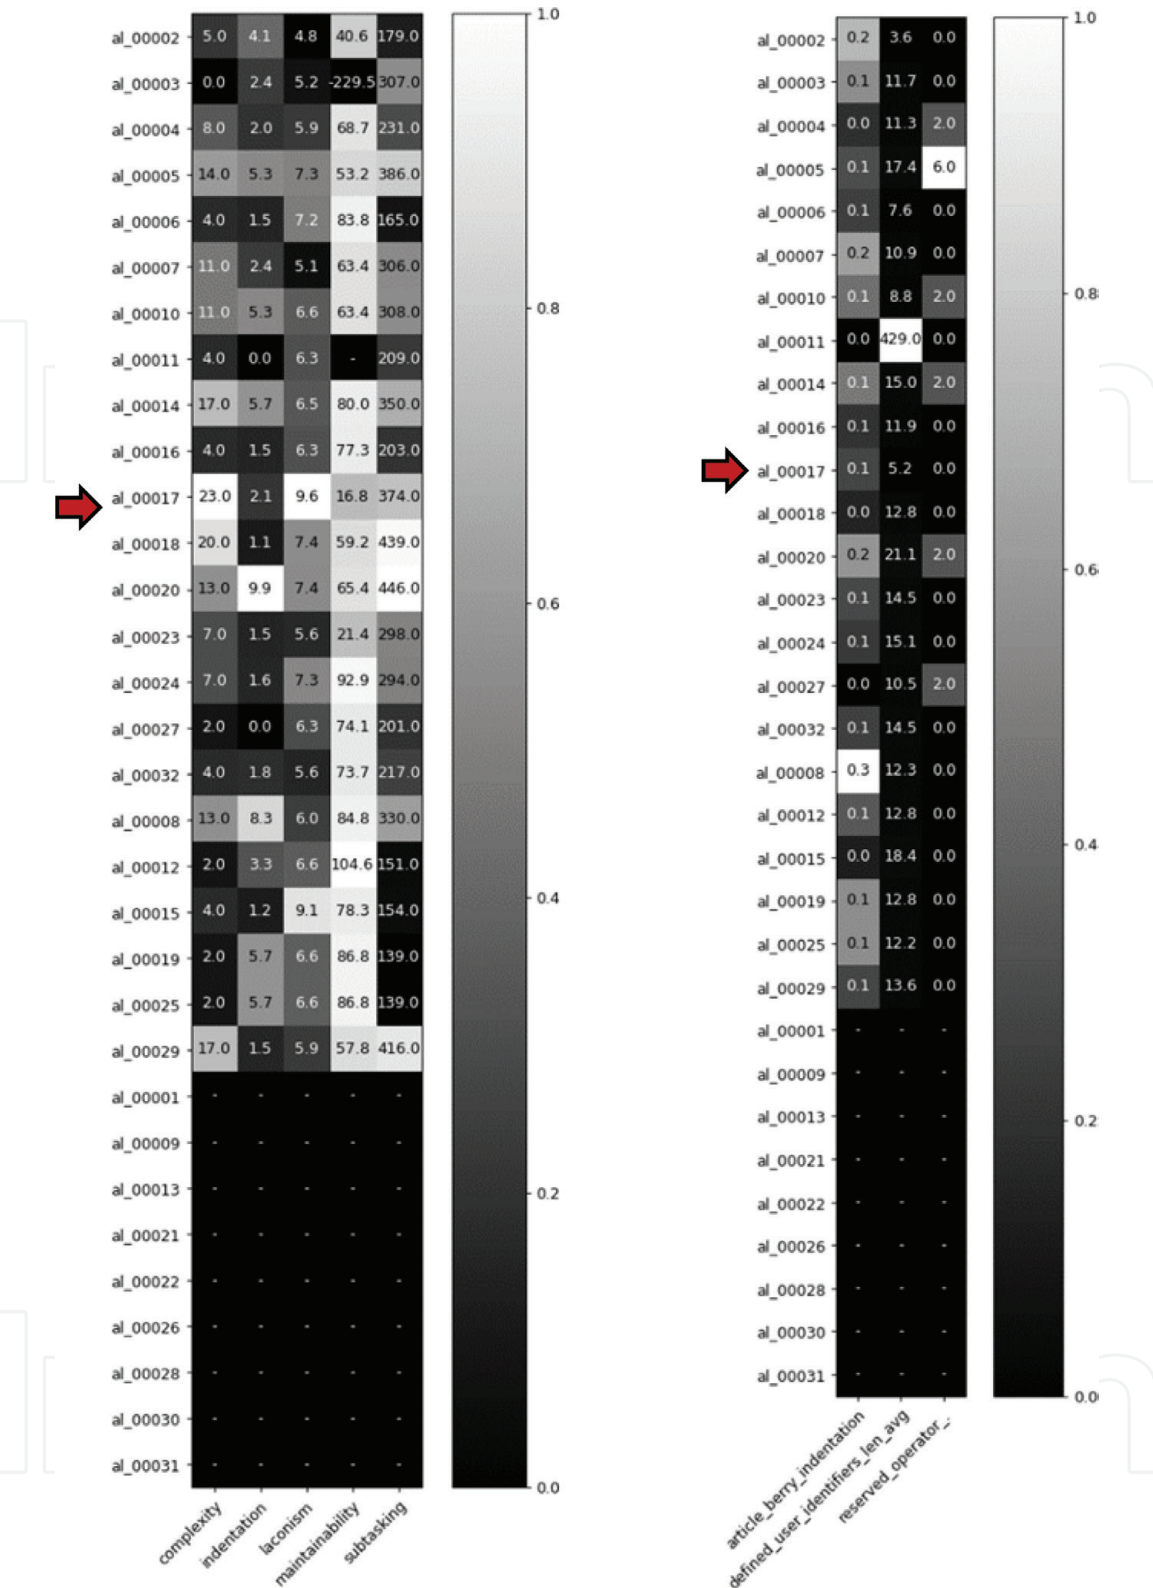 al_00002 5.0 4.1 4.8 40.6 179.0
al_00003 0.0 2.4 5.2 -229.5 307.0
al_00004 8.0 2.0 5.9 68.7 231.0
al_00005 14.0 5.3 7.3 53.2 386.0
al_00006 4.0 1.5 7.2 83.8 165.0
al_00007 11.0 2.4 5.1 63.4 306.0
al_00010 11.0 5.3 6.6 63.4 308.0
al_00011 4.0 0.0 6.3 - 209.0
al_00014 17.0 5.7 6.5 80.0 350.0
al_00016 4.0 1.5 6.3 77.3 203.0
al_00017 23.0 2.1 9.6 16.8 374.0
al_00018 20.0 1.1 7.4 59.2 439.0
al_00020 13.0 9.9 7.4 65.4 446.0
al_00023 7.0 1.5 5.6 21.4 298.0
al_00024 7.0 1.6 7.3 92.9 294.0
al_00027 2.0 0.0 6.3 74.1 201.0
al_00032 4.0 1.8 5.6 73.7 217.0
al_00008 13.0 8.3 6.0 84.8 330.0
al_00012 2.0 3.3 6.6 104.6 151.0
al_00015 4.0 1.2 9.1 78.3 154.0
al_00019 2.0 5.7 6.6 86.8 139.0
al_00025 2.0 5.7 6.6 86.8 139.0
al_00029 17.0 1.5 5.9 57.8 416.0
al_00001 - - - - -
al_00009 - - - - -
al_00013 - - - - -
al_00021 - - - - -
al_00022 - - - - -
al_00026 - - - - -
al_00028 - - - - -
al_00030 - - - - -
al_00031 - - - - -
complexity
indentation
laconism
maintainability
subtasking
1.0
0.8
0.6
0.4
0.2
0.0
al_00002 0.2 3.6 0.0
al_00003 0.1 11.7 0.0
al_00004 0.0 11.3 2.0
al_00005 0.1 17.4 6.0
al_00006 0.1 7.6 0.0
al_00007 0.2 10.9 0.0
al_00010 0.1 8.8 2.0
al_00011 0.0 429.0 0.0
al_00014 0.1 15.0 2.0
al_00016 0.1 11.9 0.0
al_00017 0.1 5.2 0.0
al_00018 0.0 12.8 0.0
al_00020 0.2 21.1 2.0
al_00023 0.1 14.5 0.0
al_00024 0.1 15.1 0.0
al_00027 0.0 10.5 2.0
al_00032 0.1 14.5 0.0
al_00008 0.3 12.3 0.0
al_00012 0.1 12.8 0.0
al_00015 0.0 18.4 0.0
al_00019 0.1 12.8 0.0
al_00025 0.1 12.2 0.0
al_00029 0.1 13.6 0.0
al_00001 - - -
al_00009 - - -
al_00013 - - -
al_00021 - - -
al_00022 - - -
al_00026 - - -
al_00028 - - -
al_00030 - - -
al_00031 - - -
article_berry_indentation
defined_user_identifiers_len_avg
reserved_operator_.
1.0
0.8
0.6
0.4
0.2
0.0